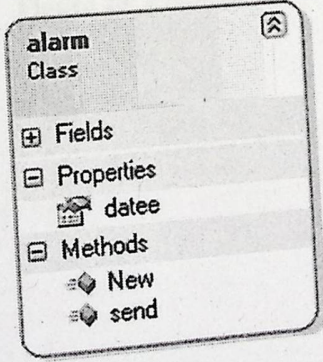 alarm
Class
Fields
Properties
datee
Methods
New
send